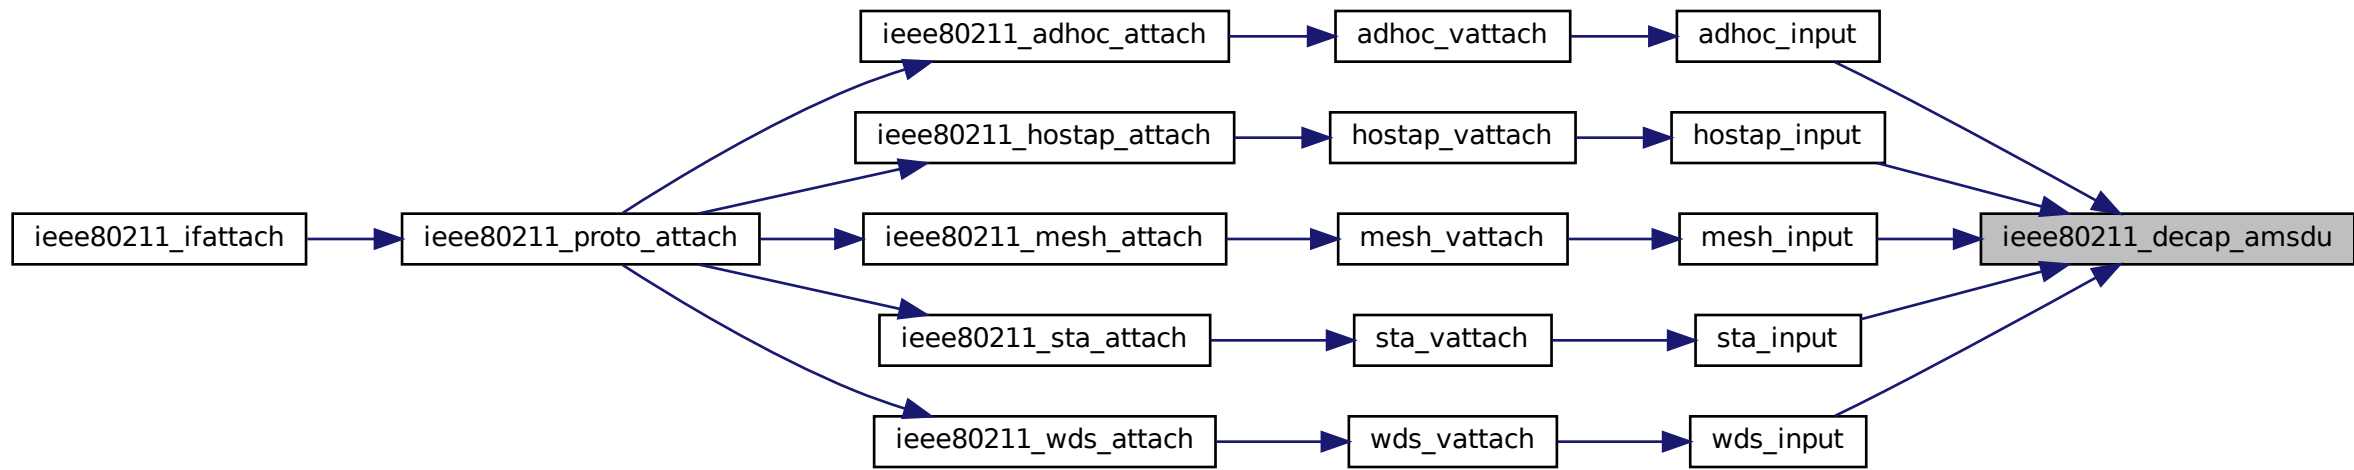 ieee80211_adhoc_attach
adhoc_vattach
adhoc_input
ieee80211_hostap_attach
hostap_vattach
hostap_input
ieee80211_ifattach
ieee80211_proto_attach
ieee80211_mesh_attach
mesh_vattach
mesh_input
ieee80211_decap_amsdu
ieee80211_sta_attach
sta_vattach
sta_input
ieee80211_wds_attach
wds_vattach
wds_input